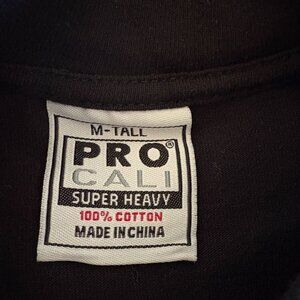 M-TALL
PRO®
CALI
SUPER HEAVY
100% COTTON
MADE IN CHINA